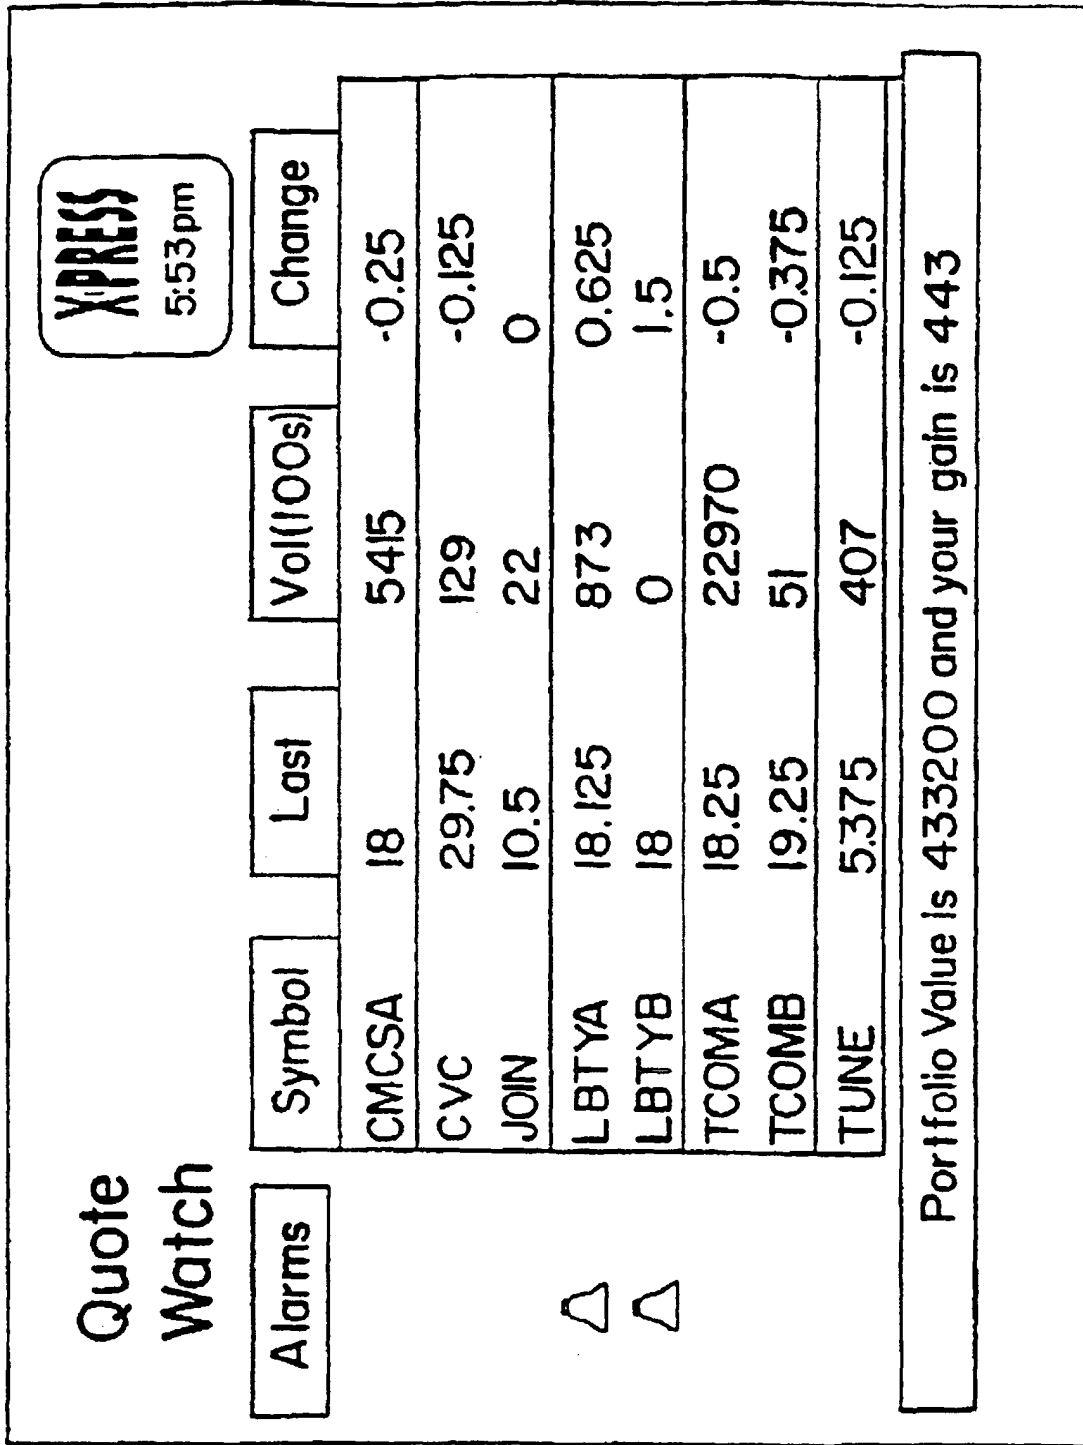 Quote
Watch
X·PRESS
5:53pm
Alarms Symbol Last Vol(100s) Change
CMCSA 18 5415 -0.25
CVC 29.75 129 -0.125
JOIN 10.5 22 0
LBTYA 18.125 873 0.625
LBTYB 18 0 1.5
TCOMA 18.25 22970 -0.5
TCOMB 19.25 51 -0.375
TUNE 5.375 407 -0.125
Portfolio Value is 433200 and your gain is 443